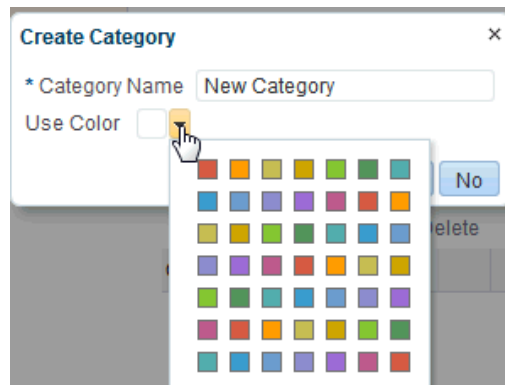 Create Category ×
* Category Name New Category
Use Color
No
elete